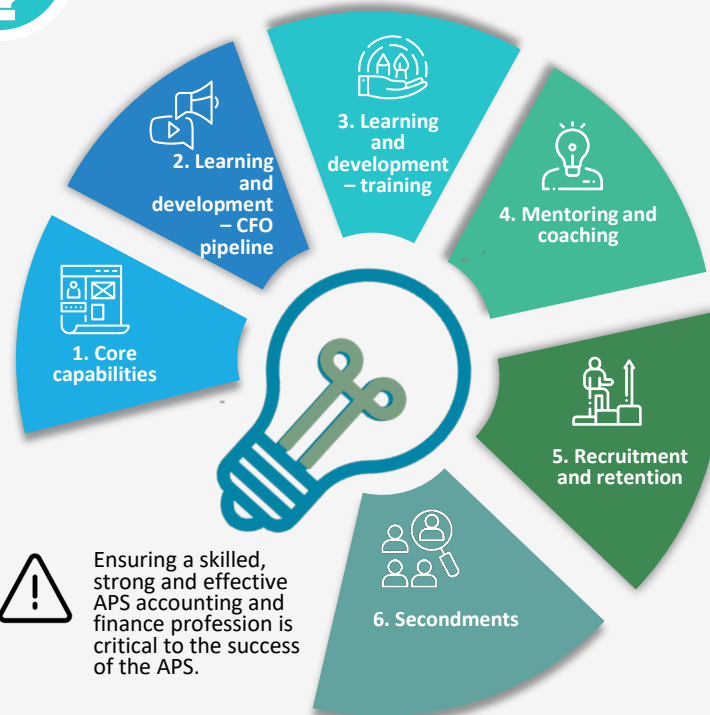 1. Core
capabilities
2. Learning
and
development
– CFO
pipeline
3. Learning
and
development
– training
4. Mentoring and
coaching
5. Recruitment
and retention
6. Secondments
Ensuring a skilled,
strong and effective
APS accounting and
finance profession is
critical to the success
of the APS.